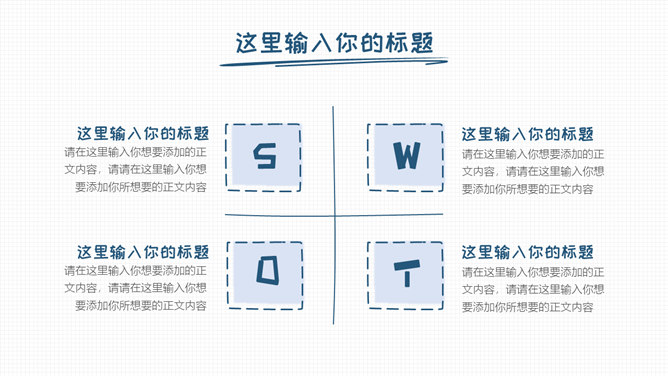 这里输入你的标题
这里输入你的标题
请在这里输入你想要添加的正
文内容，请请在这里输入你想
要添加你所想要的正文内容
S
W
这里输入你的标题
请在这里输入你想要添加的正
文内容，请请在这里输入你想
要添加你所想要的正文内容
这里输入你的标题
请在这里输入你想要添加的正
文内容，请请在这里输入你想
要添加你所想要的正文内容
O
T
这里输入你的标题
请在这里输入你想要添加的正
文内容，请请在这里输入你想
要添加你所想要的正文内容